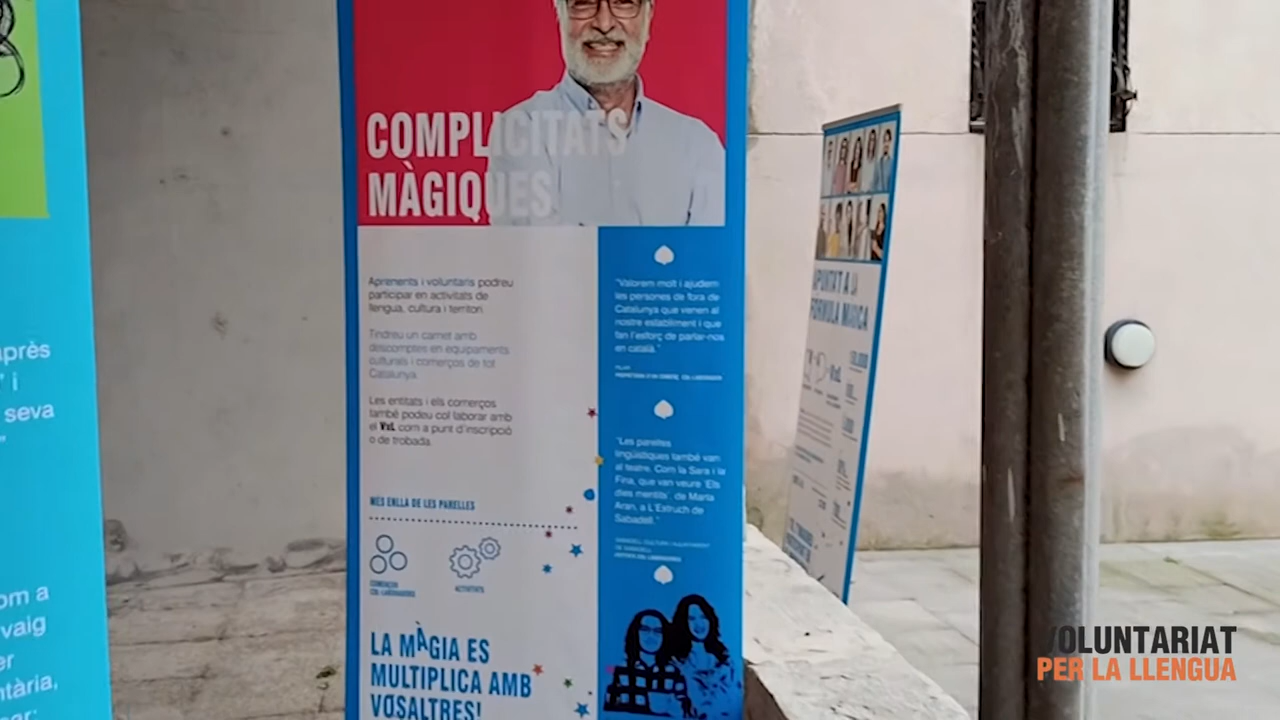 COMPLICITATS
MÀGIQUES
Aprenents i voluntaris podreu
participar en activitats de
llengua, cultura i territori.
Tindreu un carnet amb
descomptes en equipaments
culturals i comerços de tot
Catalunya.
Les entitats i els comerços
també podeu col·laborar amb
el VxL com a punt d'inscripció
o de trobada.
MÉS ENLLÀ DE LES PARELLES
COMERÇOS
COL·LABORADORS
ACTIVITATS
LA MÀGIA ES
MULTIPLICA AMB
VOSALTRES!
"Valorem molt i ajudem
les persones de fora de
Catalunya que venen al
nostre establiment i que
fan l'esforç de parlar-nos
en català."
"Les parelles
lingüístiques també van
al teatre. Com la Sara i la
Fina, que van veure 'Els
dies mentits', de Marta
Aran, a L'Estruch de
Sabadell."
après
i
seva
om a
vaig
er
ntària,
APUNTA'T A LA
FÓRMULA MÀGICA
VOLUNTARIAT
PER LA LLENGUA